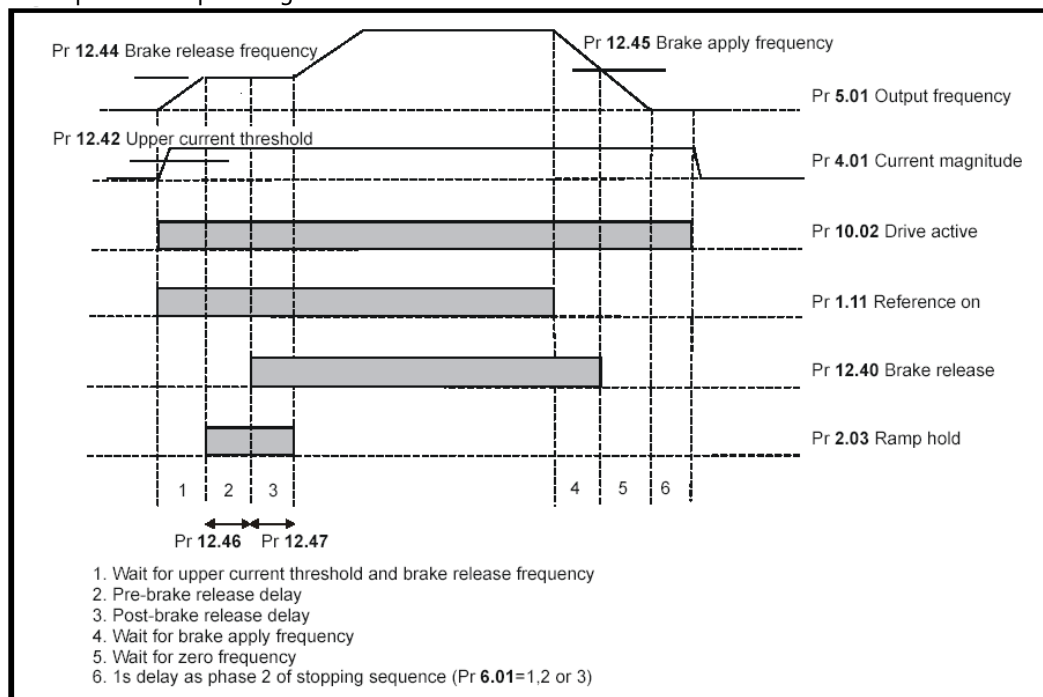 Pr 12.44 Brake release frequency
Pr 12.45 Brake apply frequency
Pr 5.01 Output frequency
Pr 12.42 Upper current threshold
Pr 4.01 Current magnitude
Pr 10.02 Drive active
Pr 1.11 Reference on
Pr 12.40 Brake release
Pr 2.03 Ramp hold
1 2 3 4 5 6
Pr 12.46 Pr 12.47
1. Wait for upper current threshold and brake release frequency
2. Pre-brake release delay
3. Post-brake release delay
4. Wait for brake apply frequency
5. Wait for zero frequency
6. 1s delay as phase 2 of stopping sequence (Pr 6.01=1,2 or 3)